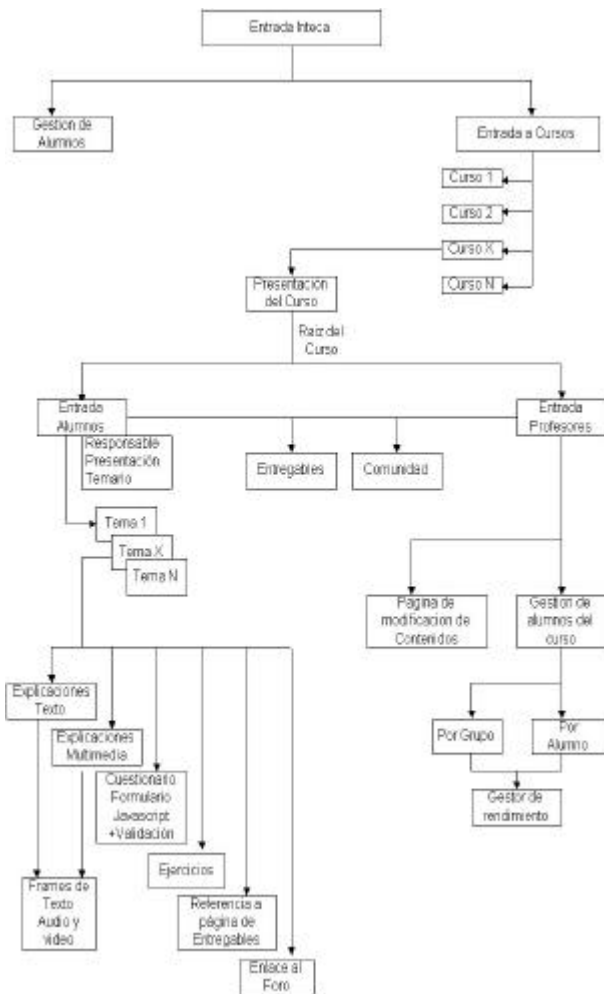 Entrada Inteca
Gestion de
Alumnos
Entrada a Cursos
Curso 1
Curso 2
Curso X
Curso N
Presentación
del Curso
Raiz del
Curso
Entrada
Alumnos
Responsable
Presentación
Temario
Entrada
Profesores
Entregables
Comunidad
Tema 1
Tema X
Tema N
Pagina de
modificacion de
Contenidos
Gestion de
alumnos del
curso
Explicaciones
Texto
Explicaciones
Multimedia
Cuestionario
Formulario
Javascript
+Validación
Ejercicios
Referencia a
página de
Entregables
Enlace al
Foro
Frames de
Texto
Audio y
video
Por Grupo
Por
Alumno
Gestor de
rendimiento